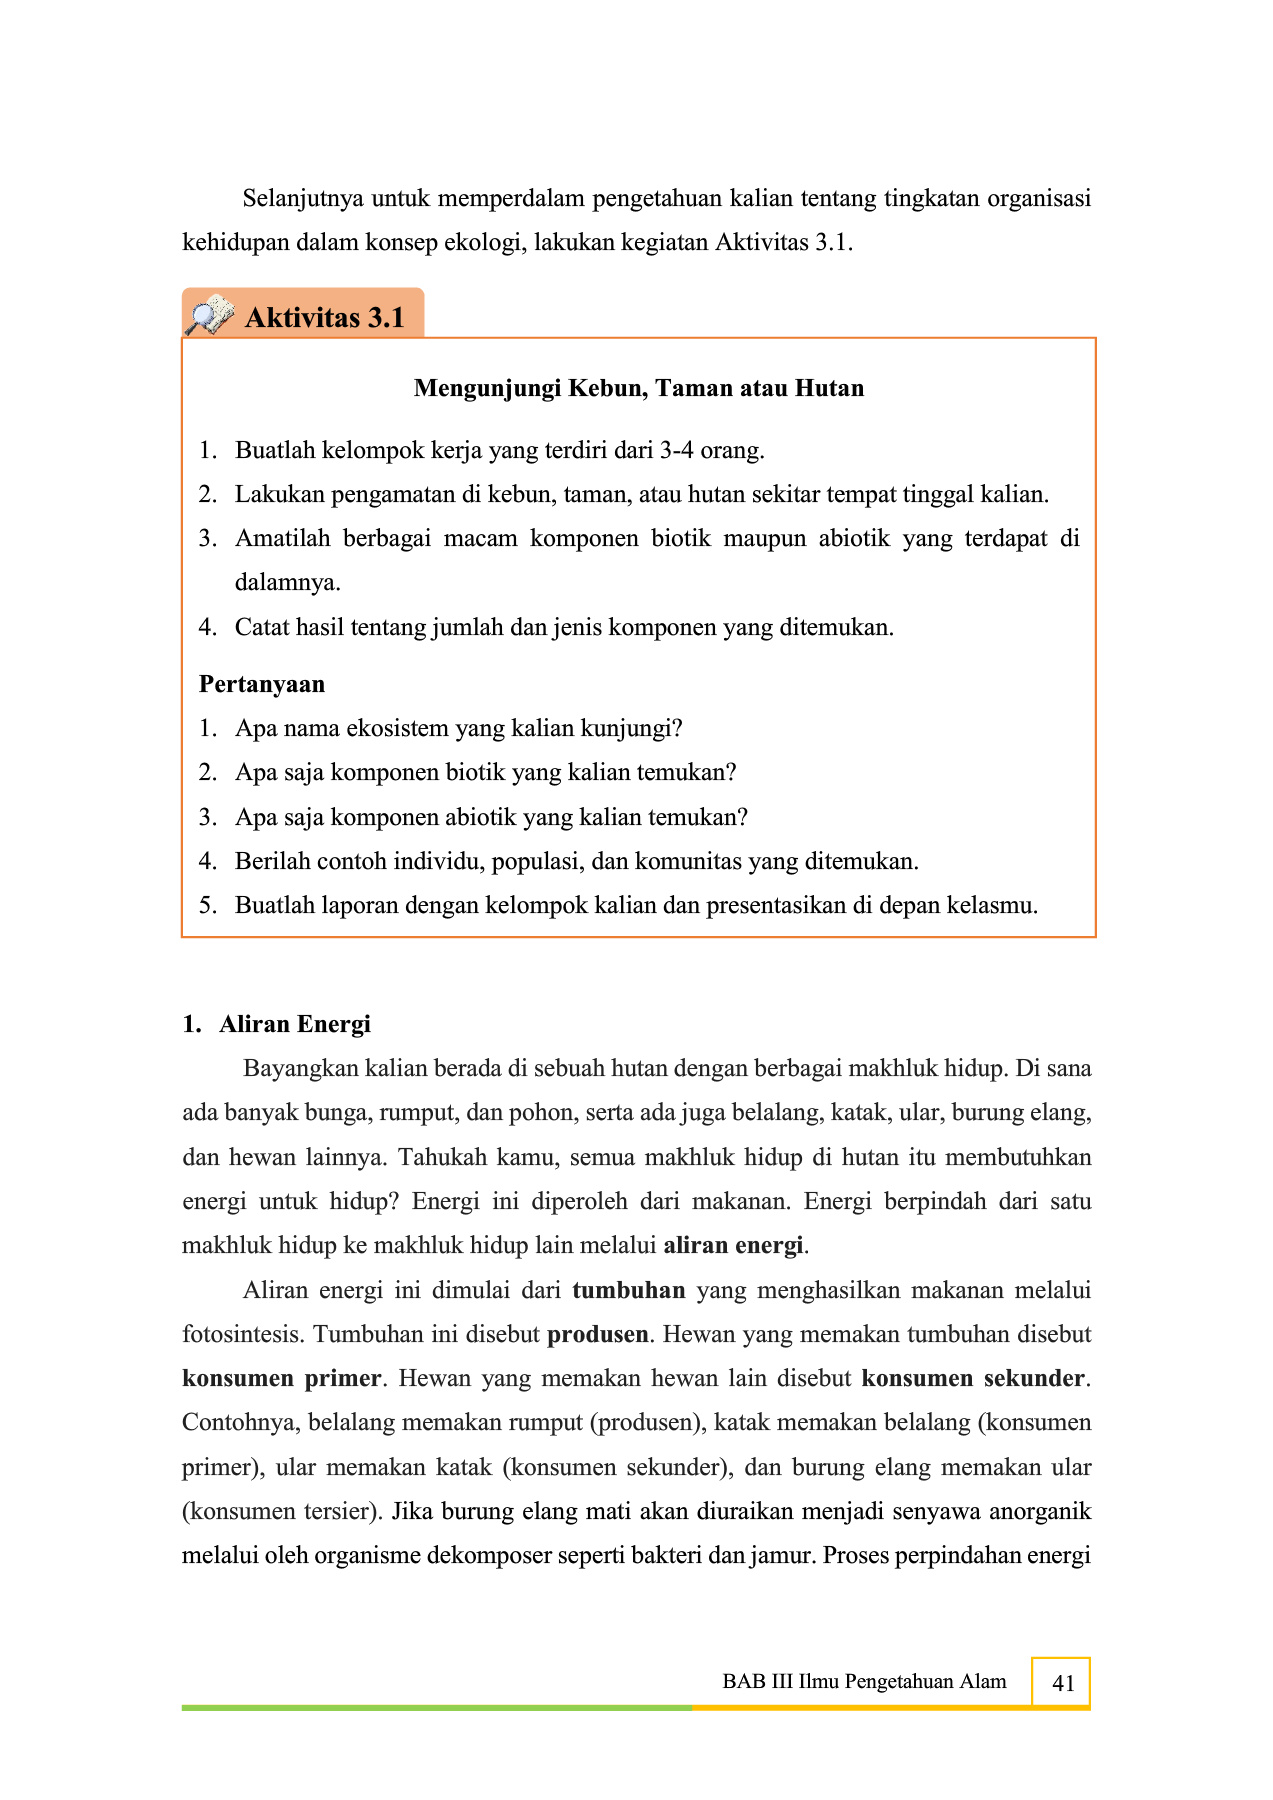 Selanjutnya untuk memperdalam pengetahuan kalian tentang tingkatan organisasi
kehidupan dalam konsep ekologi, lakukan kegiatan Aktivitas 3.1.
Aktivitas 3.1
Mengunjungi Kebun, Taman atau Hutan
1. Buatlah kelompok kerja yang terdiri dari 3-4 orang.
2. Lakukan pengamatan di kebun, taman, atau hutan sekitar tempat tinggal kalian.
3. Amatilah berbagai macam komponen biotik maupun abiotik yang terdapat di
dalamnya.
4. Catat hasil tentang jumlah dan jenis komponen yang ditemukan.
Pertanyaan
1. Apa nama ekosistem yang kalian kunjungi?
2. Apa saja komponen biotik yang kalian temukan?
3. Apa saja komponen abiotik yang kalian temukan?
4. Berilah contoh individu, populasi, dan komunitas yang ditemukan.
5. Buatlah laporan dengan kelompok kalian dan presentasikan di depan kelasmu.
1. Aliran Energi
Bayangkan kalian berada di sebuah hutan dengan berbagai makhluk hidup. Di sana
ada banyak bunga, rumput, dan pohon, serta ada juga belalang, katak, ular, burung elang,
dan hewan lainnya. Tahukah kamu, semua makhluk hidup di hutan itu membutuhkan
energi untuk hidup? Energi ini diperoleh dari makanan. Energi berpindah dari satu
makhluk hidup ke makhluk hidup lain melalui aliran energi.
Aliran energi ini dimulai dari tumbuhan yang menghasilkan makanan melalui
fotosintesis. Tumbuhan ini disebut produsen. Hewan yang memakan tumbuhan disebut
konsumen primer. Hewan yang memakan hewan lain disebut konsumen sekunder.
Contohnya, belalang memakan rumput (produsen), katak memakan belalang (konsumen
primer), ular memakan katak (konsumen sekunder), dan burung elang memakan ular
(konsumen tersier). Jika burung elang mati akan diuraikan menjadi senyawa anorganik
melalui oleh organisme dekomposer seperti bakteri dan jamur. Proses perpindahan energi
BAB III Ilmu Pengetahuan Alam
41